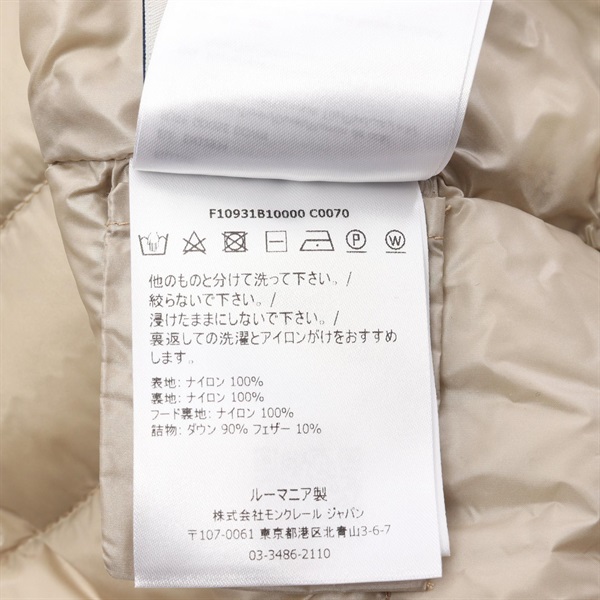 F10931B10000 C0070
P W
他のものと分けて洗って下さい。/
絞らないで下さい。/
浸けたままにしないで下さい。/
裏返しての洗濯とアイロンがけをおすすめ
します。
表地: ナイロン 100%
裏地: ナイロン 100%
フード裏地: ナイロン 100%
詰物: ダウン 90% フェザー 10%
ルーマニア製
株式会社モンクレール ジャパン
〒107-0061 東京都港区北青山3-6-7
03-3486-2110